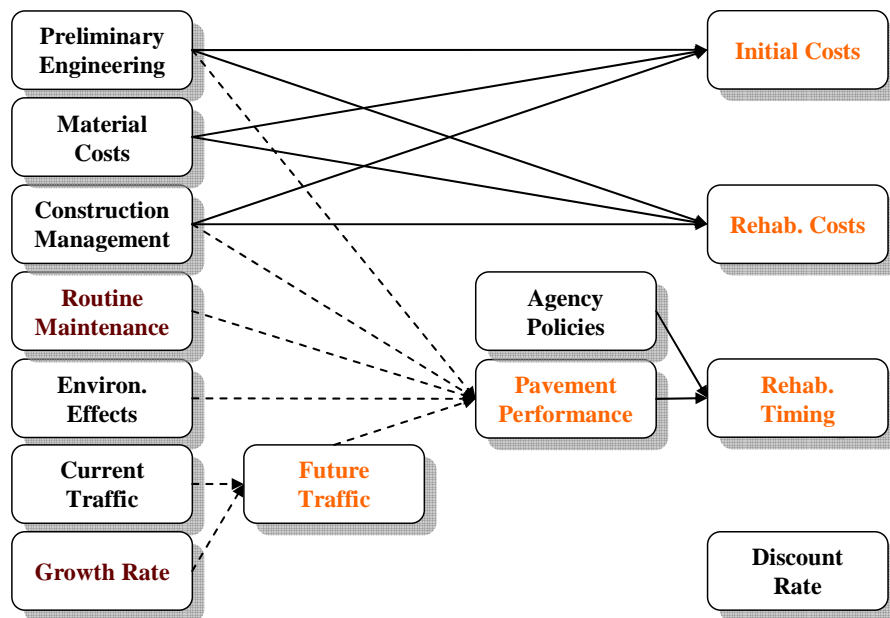 Preliminary
Engineering
Initial Costs
Material
Costs
Construction
Management
Rehab. Costs
Routine
Maintenance
Agency
Policies
Environ.
Effects
Pavement
Performance
Rehab.
Timing
Current
Traffic
Future
Traffic
Growth Rate
Discount
Rate